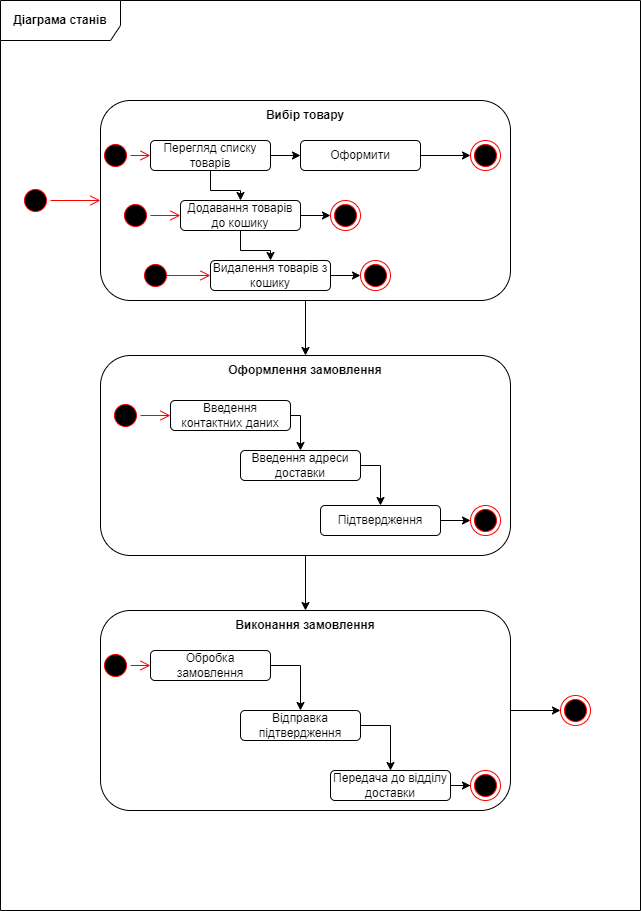 Діаграма станів
Вибір товару
Перегляд списку
товарів
Оформити
Додавання товарів
до кошику
Видалення товарів з
кошику
Оформлення замовлення
Введення
контактних даних
Введення адреси
доставки
Підтвердження
Виконання замовлення
Обробка
замовлення
Відправка
підтвердження
Передача до відділу
доставки